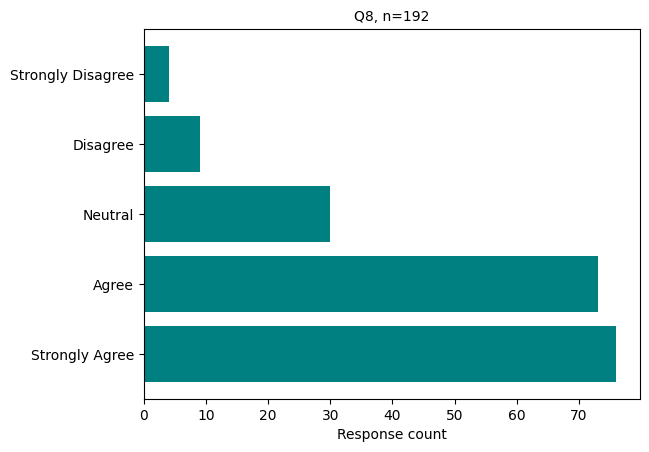 Q8, n=192
Strongly Disagree
Disagree
Neutral
Agree
Strongly Agree
0 10 20 30 40 50 60 70
Response count